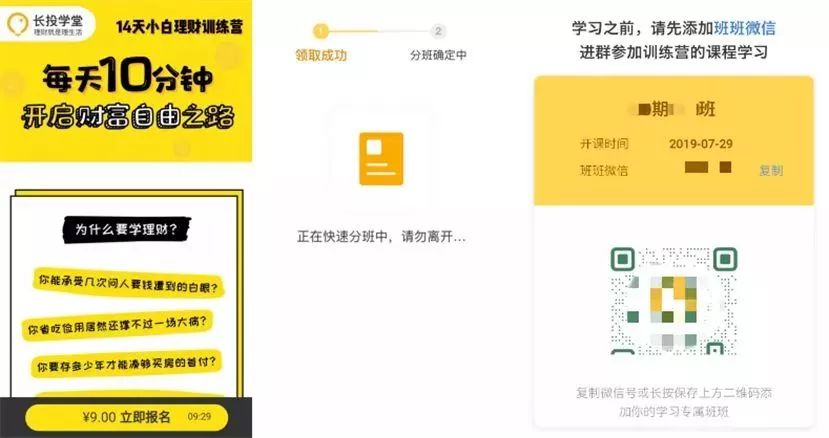 长投学堂
理财就是理生活
14天小白理财训练营
每天10分钟
开启财富自由之路
为什么要学理财?
你能承受几次问人要钱遭到的白眼?
你省吃俭用居然还撑不过一场大病?
你要存多少年才能凑够买房的首付?
¥9.00 立即报名 09:29
1 2
领取成功 分班确定中
正在快速分班中，请勿离开...
学习之前，请先添加班班微信
进群参加训练营的课程学习
期 班
开课时间 2019-07-29
班班微信 复制
复制微信号或长按保存上方二维码添
加你的学习专属班班